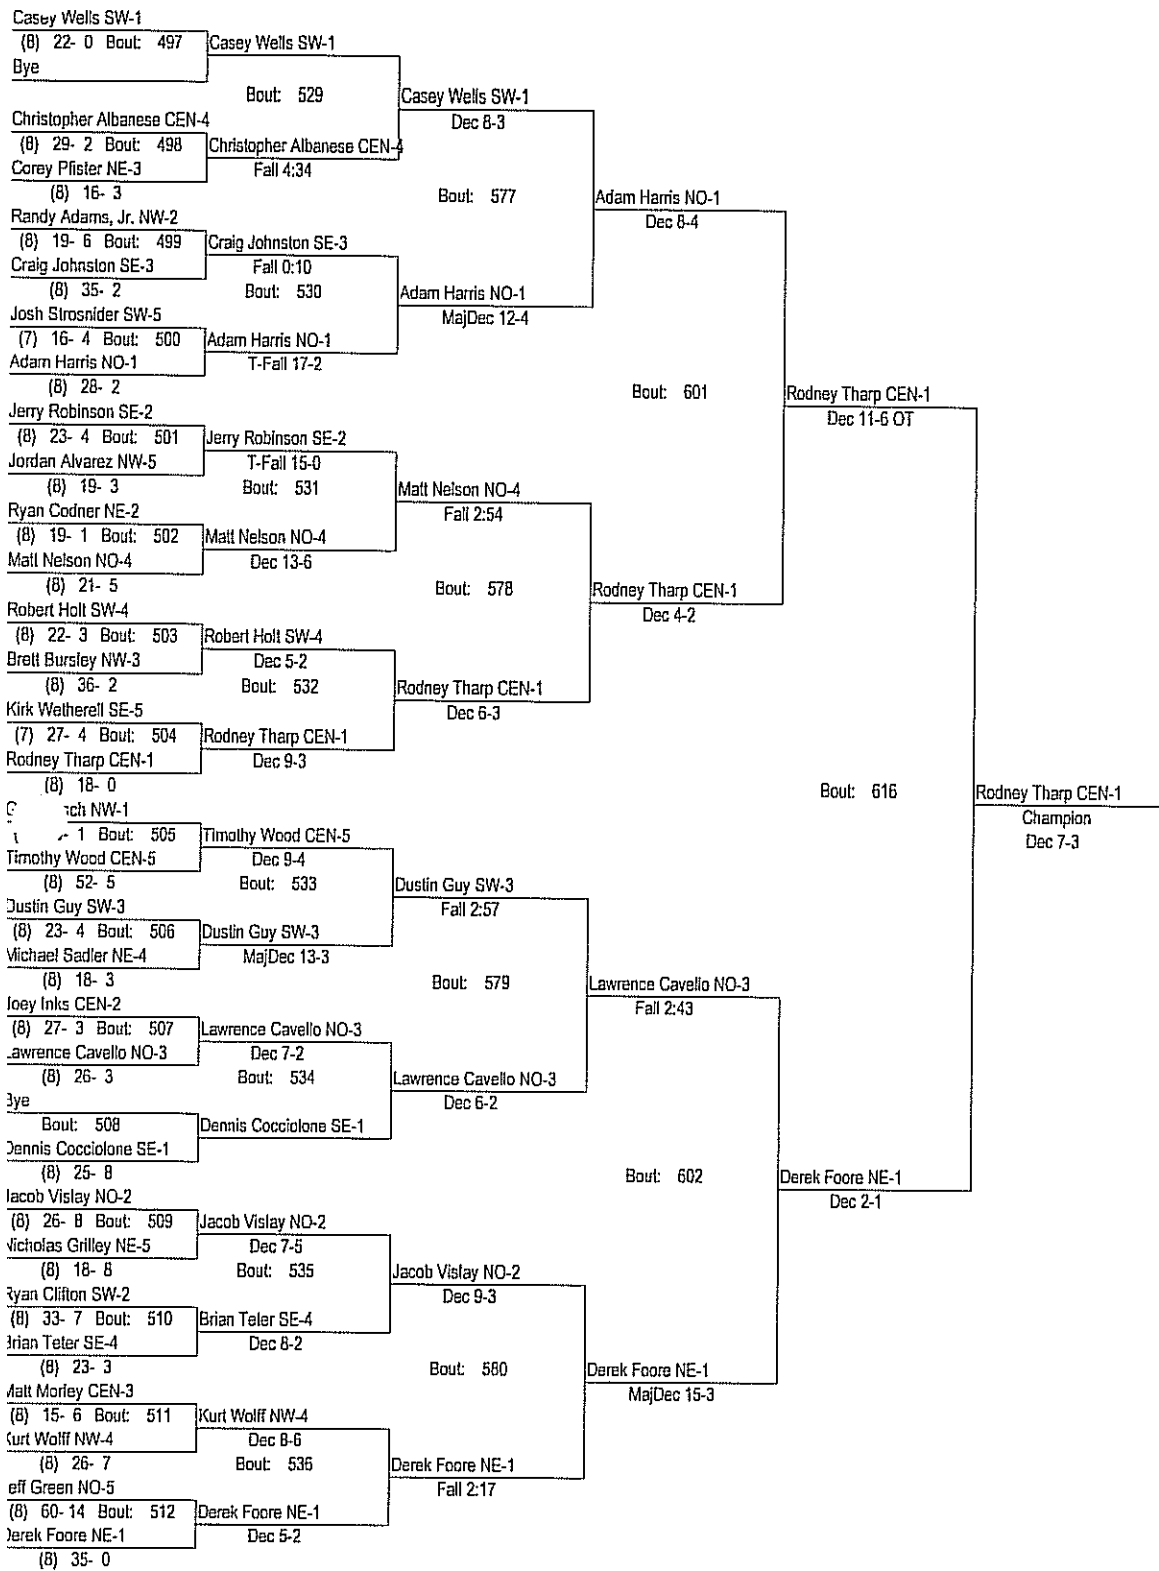 Casey Wells SW-1
(8) 22- 0 Bout: 497
Bye
Casey Wells SW-1
Bout: 529
Christopher Albanese CEN-4
(8) 29- 2 Bout: 498
Corey Pfister NE-3
(8) 16- 3
Christopher Albanese CEN-4
Fall 4:34
Casey Wells SW-1
Dec 8-3
Bout: 577
Randy Adams, Jr. NW-2
(8) 19- 6 Bout: 499
Craig Johnston SE-3
(8) 35- 2
Craig Johnston SE-3
Fall 0:10
Bout: 530
Josh Strosnider SW-5
(7) 16- 4 Bout: 500
Adam Harris NO-1
(8) 28- 2
Adam Harris NO-1
T-Fall 17-2
Adam Harris NO-1
MajDec 12-4
Adam Harris NO-1
Dec 8-4
Bout: 601
Jerry Robinson SE-2
(8) 23- 4 Bout: 501
Jordan Alvarez NW-5
(8) 19- 3
Jerry Robinson SE-2
T-Fall 15-0
Bout: 531
Ryan Codner NE-2
(8) 19- 1 Bout: 502
Matt Nelson NO-4
(8) 21- 5
Matt Nelson NO-4
Dec 13-6
Matt Nelson NO-4
Fall 2:54
Bout: 578
Robert Holt SW-4
(8) 22- 3 Bout: 503
Brett Bursley NW-3
(8) 36- 2
Robert Holt SW-4
Dec 5-2
Bout: 532
Kirk Wetherell SE-5
(7) 27- 4 Bout: 504
Rodney Tharp CEN-1
(8) 18- 0
Rodney Tharp CEN-1
Dec 9-3
Rodney Tharp CEN-1
Dec 6-3
Rodney Tharp CEN-1
Dec 4-2
Rodney Tharp CEN-1
Dec 11-6 OT
Bout: 616
Rodney Tharp CEN-1
Champion
Dec 7-3
NW-1
1 Bout: 505
Timothy Wood CEN-5
(8) 52- 5
Timothy Wood CEN-5
Dec 9-4
Bout: 533
Dustin Guy SW-3
(8) 23- 4 Bout: 506
Michael Sadler NE-4
(8) 18- 3
Dustin Guy SW-3
MajDec 13-3
Dustin Guy SW-3
Fall 2:57
Bout: 579
Joey Inks CEN-2
(8) 27- 3 Bout: 507
Lawrence Cavello NO-3
(8) 26- 3
Lawrence Cavello NO-3
Dec 7-2
Bout: 534
Bye
Bout: 508
Dennis Cocciolone SE-1
(8) 25- 8
Dennis Cocciolone SE-1
Lawrence Cavello NO-3
Dec 6-2
Lawrence Cavello NO-3
Fall 2:43
Bout: 602
Jacob Vislay NO-2
(8) 26- 8 Bout: 509
Nicholas Grilley NE-5
(8) 18- 8
Jacob Vislay NO-2
Dec 7-5
Bout: 535
Ryan Clifton SW-2
(8) 33- 7 Bout: 510
Brian Teter SE-4
(8) 23- 3
Brian Teter SE-4
Dec 8-2
Jacob Vislay NO-2
Dec 9-3
Bout: 580
Matt Morley CEN-3
(8) 15- 6 Bout: 511
Kurt Wolff NW-4
(8) 26- 7
Kurt Wolff NW-4
Dec 8-6
Bout: 536
eff Green NO-5
(8) 60- 14 Bout: 512
Derek Foore NE-1
(8) 35- 0
Derek Foore NE-1
Dec 5-2
Derek Foore NE-1
Fall 2:17
Derek Foore NE-1
MajDec 15-3
Derek Foore NE-1
Dec 2-1